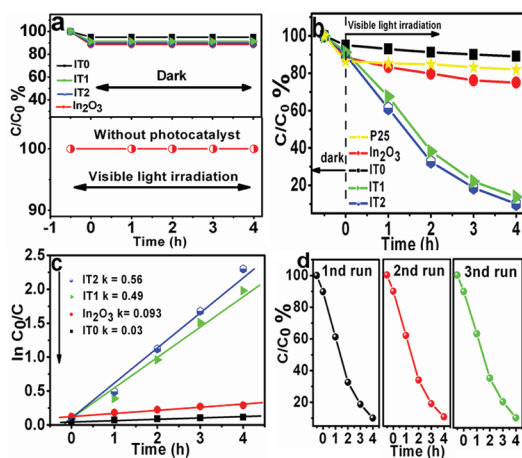 a
C/C₀ %
100
80
60
40
IT0
IT1
IT2
In₂O₃
Dark
Without photocatalyst
100
Visible light irradiation
90
0 1 2 3 4
Time (h)
b
Visible light irradiation
C/C₀ %
100
80
60
40
20
P25
In₂O₃
IT0
IT1
IT2
dark
0 1 2 3 4
Time (h)
c
ln C₀/C
2.5
2.0
1.5
1.0
0.5
0.0
IT2 k = 0.56
IT1 k = 0.49
In₂O₃ k= 0.093
IT0 k = 0.03
0 1 2 3 4
Time (h)
d
1nd run 2nd run 3nd run
C/C₀ %
100
80
60
40
20
0 1 2 3 4 0 1 2 3 4 0 1 2 3 4
Time (h)